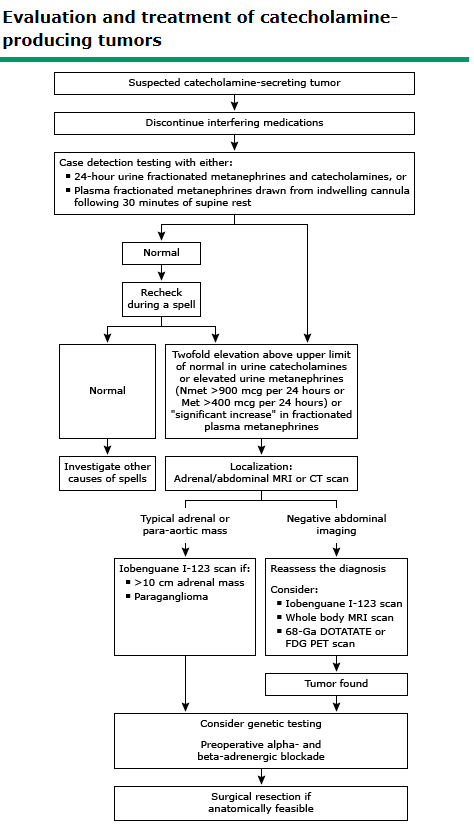 Evaluation and treatment of catecholamine-
producing tumors
Suspected catecholamine-secreting tumor
Discontinue interfering medications
Case detection testing with either:
▪ 24-hour urine fractionated metanephrines and catecholamines, or
▪ Plasma fractionated metanephrines drawn from indwelling cannula
following 30 minutes of supine rest
Normal
Recheck
during a spell
Normal
Twofold elevation above upper limit
of normal in urine catecholamines
or elevated urine metanephrines
(Nmet >900 mcg per 24 hours or
Met >400 mcg per 24 hours) or
"significant increase" in fractionated
plasma metanephrines
Investigate other
causes of spells
Localization:
Adrenal/abdominal MRI or CT scan
Typical adrenal or
para-aortic mass
Negative abdominal
imaging
Iobenguane I-123 scan if:
▪ >10 cm adrenal mass
▪ Paraganglioma
Reassess the diagnosis
Consider:
▪ Iobenguane I-123 scan
▪ Whole body MRI scan
▪ 68-Ga DOTATATE or
FDG PET scan
Tumor found
Consider genetic testing
Preoperative alpha- and
beta-adrenergic blockade
Surgical resection if
anatomically feasible